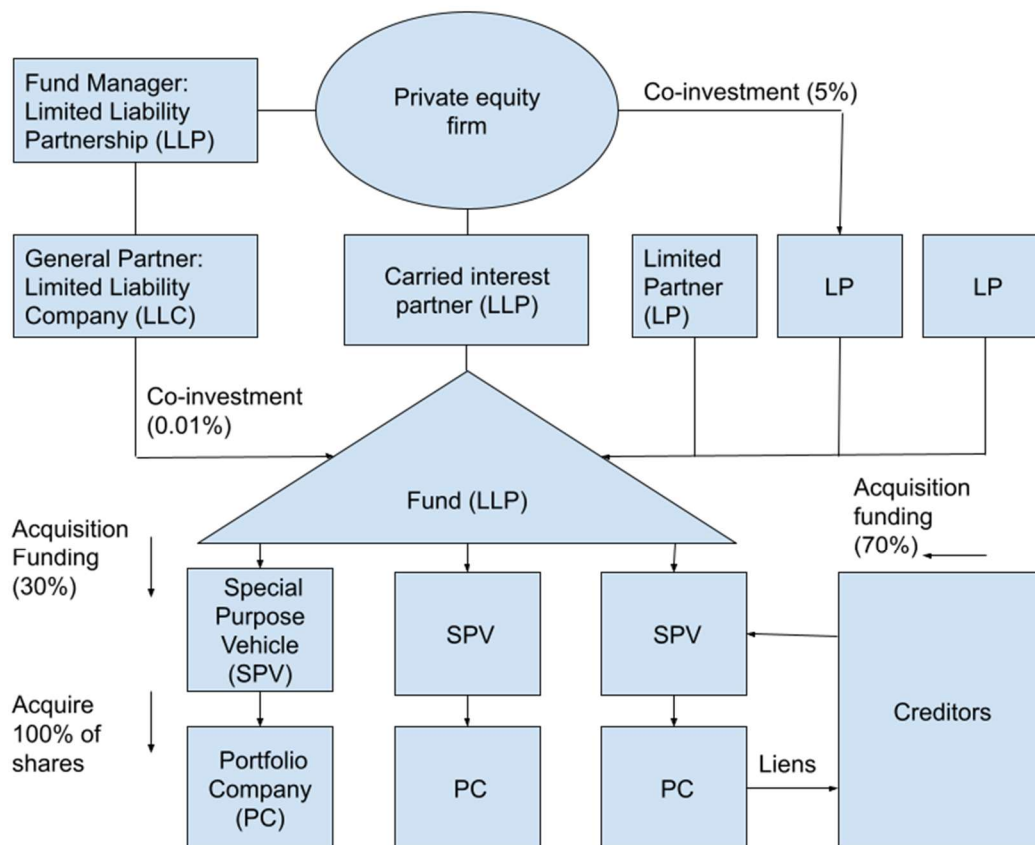 Fund Manager:
Limited Liability
Partnership (LLP)
Private equity
firm
Co-investment (5%)
General Partner:
Limited Liability
Company (LLC)
Carried interest
partner (LLP)
Limited
Partner
(LP)
LP
LP
Co-investment
(0.01%)
Fund (LLP)
Acquisition
funding
(70%)
Acquisition
Funding
(30%)
Special
Purpose
Vehicle
(SPV)
SPV
SPV
Creditors
Acquire
100% of
shares
Portfolio
Company
(PC)
PC
PC
Liens